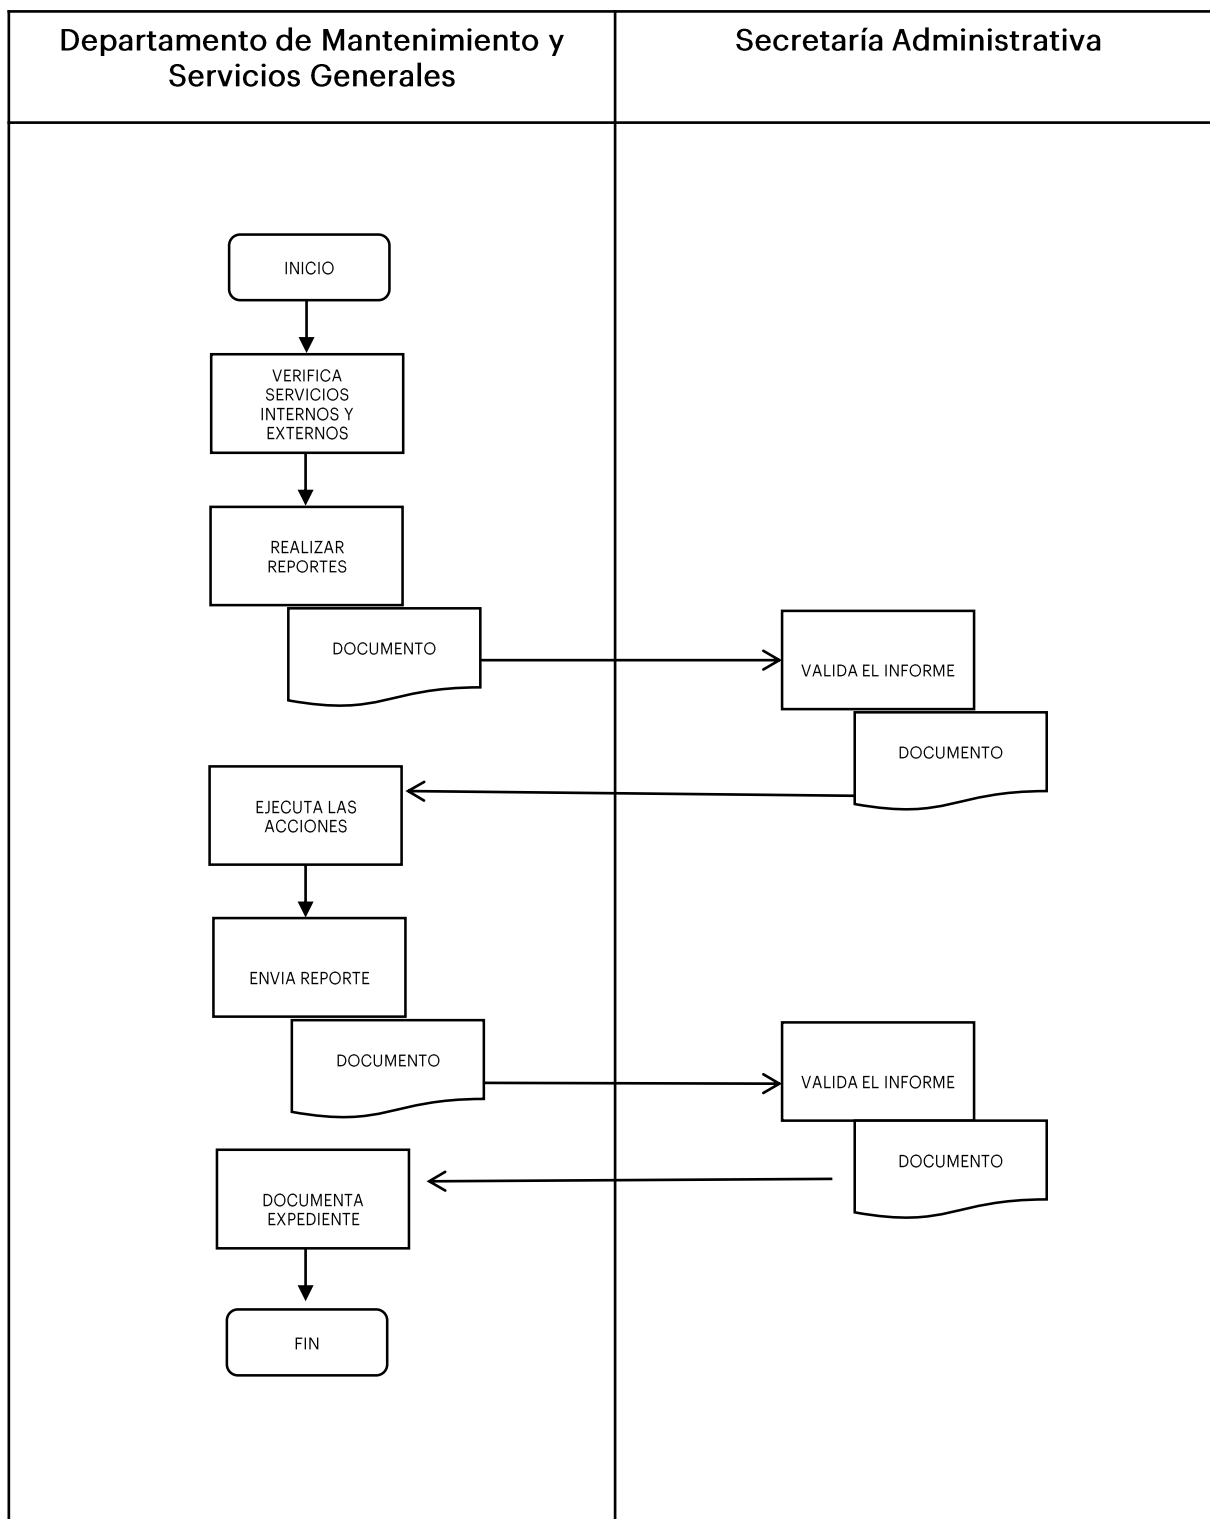 Departamento de Mantenimiento y
Servicios Generales
Secretaría Administrativa
INICIO
VERIFICA
SERVICIOS
INTERNOS Y
EXTERNOS
REALIZAR
REPORTES
DOCUMENTO
VALIDA EL INFORME
DOCUMENTO
EJECUTA LAS
ACCIONES
ENVIA REPORTE
DOCUMENTO
VALIDA EL INFORME
DOCUMENTO
DOCUMENTA
EXPEDIENTE
FIN